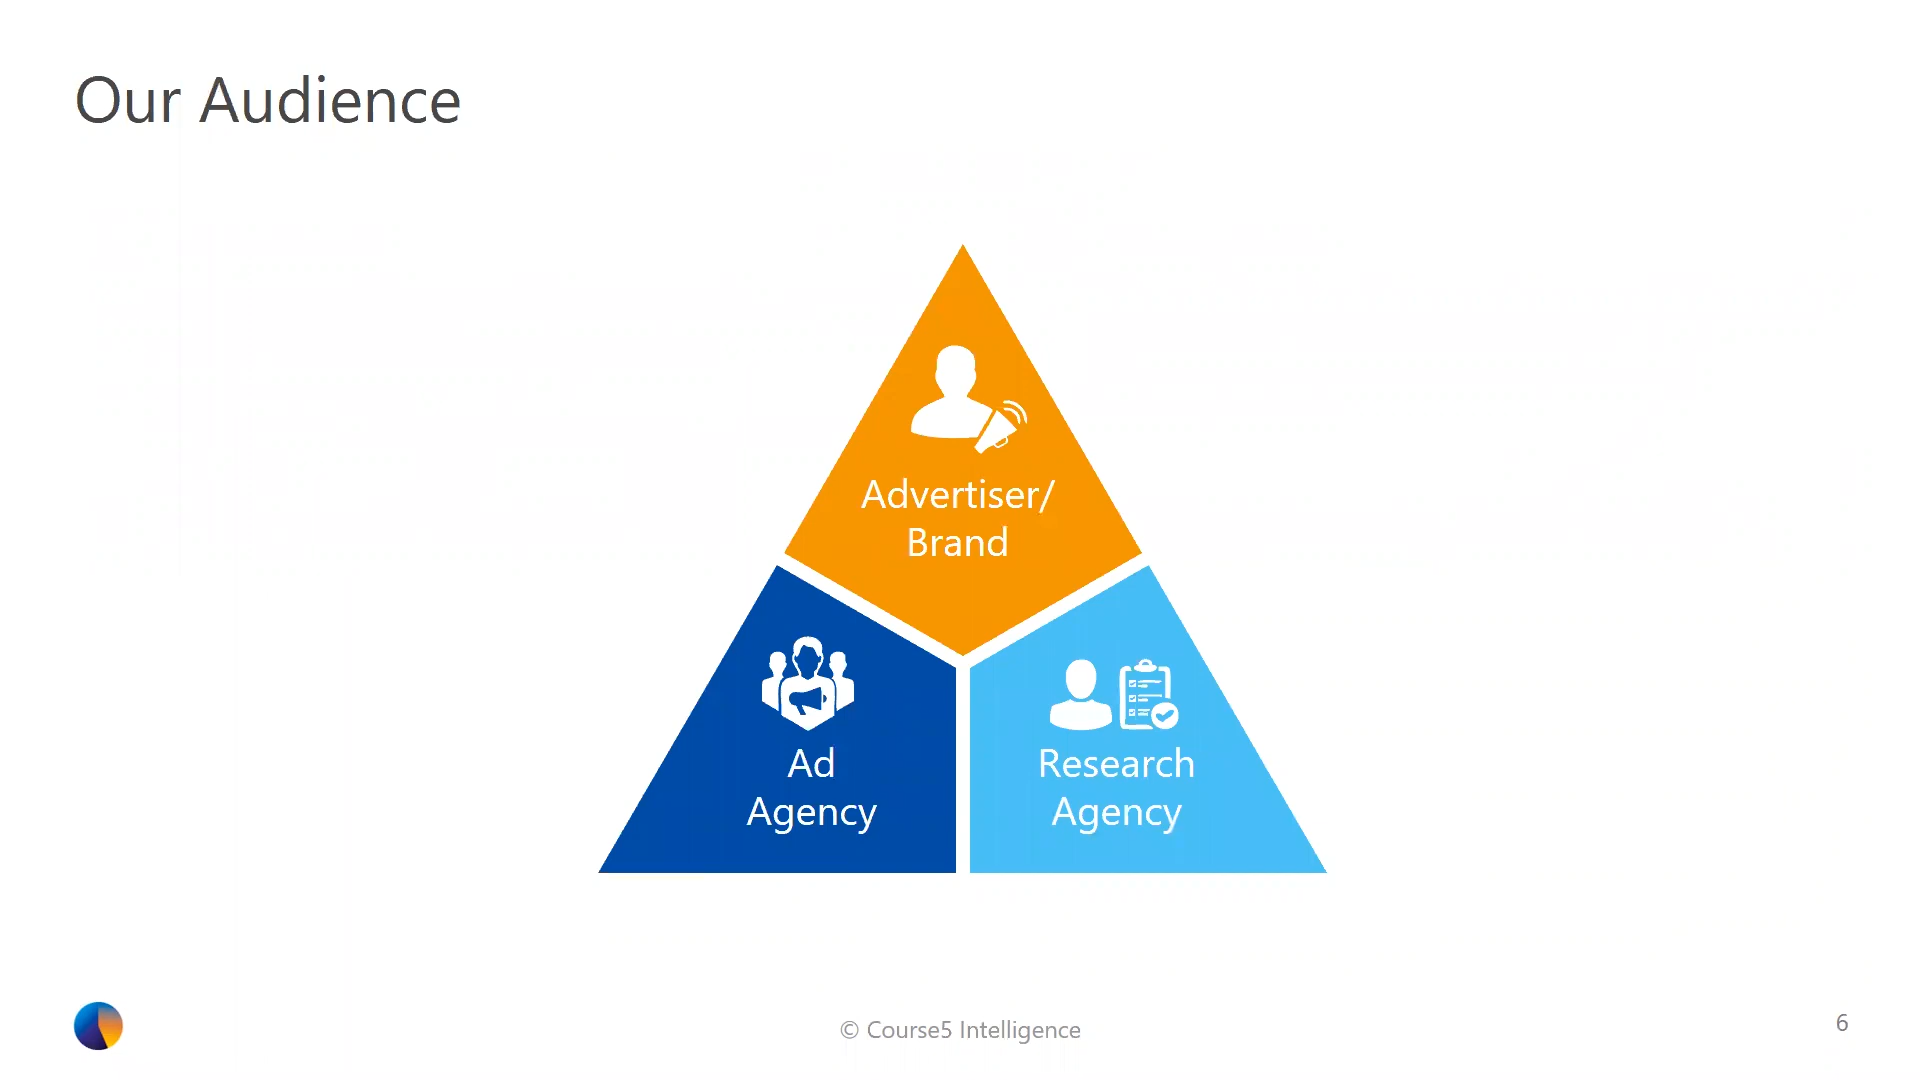 Our Audience
Advertiser/
Brand
Ad
Agency
Research
Agency
© Course5 Intelligence
6